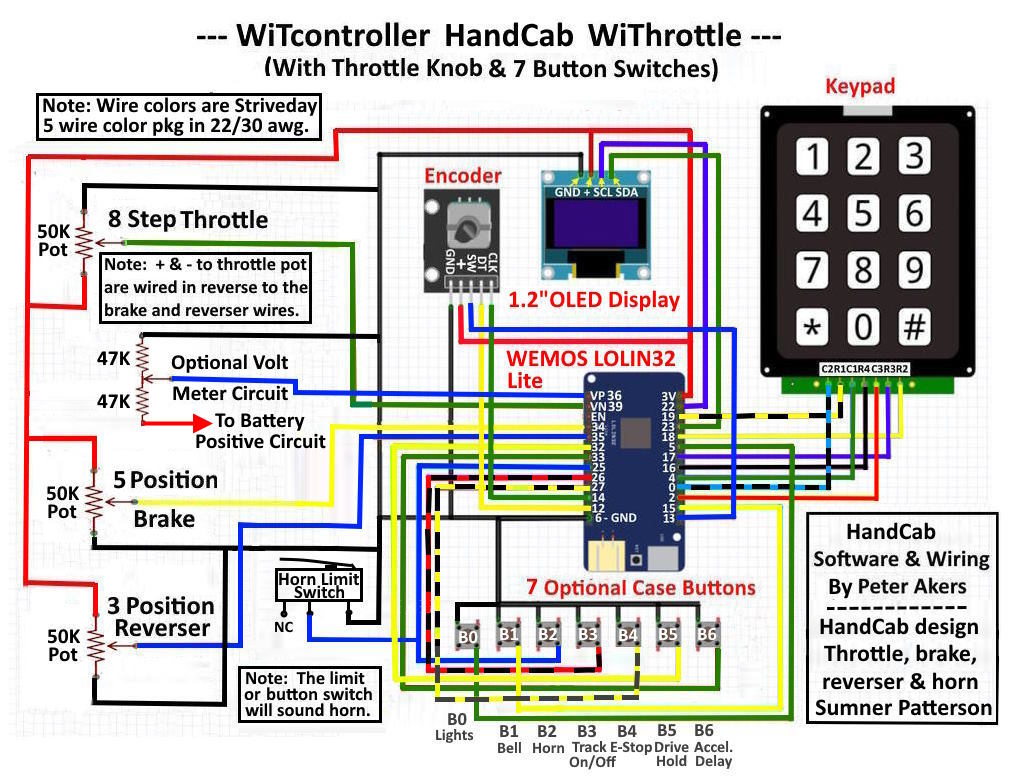 --- WiTcontroller HandCab WiThrottle ---
(With Throttle Knob & 7 Button Switches)
Note: Wire colors are Striveday
5 wire color pkg in 22/30 awg.
Keypad
1 2 3
4 5 6
7 8 9
* 0 #
C2R1C1R4 C3R3R2
Encoder
GND
+
SW
DT
CLK
GND + SCL SDA
1.2"OLED Display
50K
Pot
8 Step Throttle
Note: + & - to throttle pot
are wired in reverse to the
brake and reverser wires.
47K
47K
Optional Volt
Meter Circuit
To Battery
Positive Circuit
WEMOS LOLIN32
Lite
VP 36
VN 39
EN
34
35
32
33
25
26
27
14
12
6 - GND
3V
22
19
23
18
5
17
16
4
0
2
15
13
50K
Pot
5 Position
Brake
Horn Limit
Switch
NC
50K
Pot
3 Position
Reverser
Note: The limit
or button switch
will sound horn.
7 Optional Case Buttons
B0 B1 B2 B3 B4 B5 B6
B0
Lights
B1
Bell
B2
Horn
B3
Track
On/Off
B4
E-Stop
B5
Drive
Hold
B6
Accel.
Delay
HandCab
Software & Wiring
By Peter Akers
------------------
HandCab design
Throttle, brake,
reverser & horn
Sumner Patterson